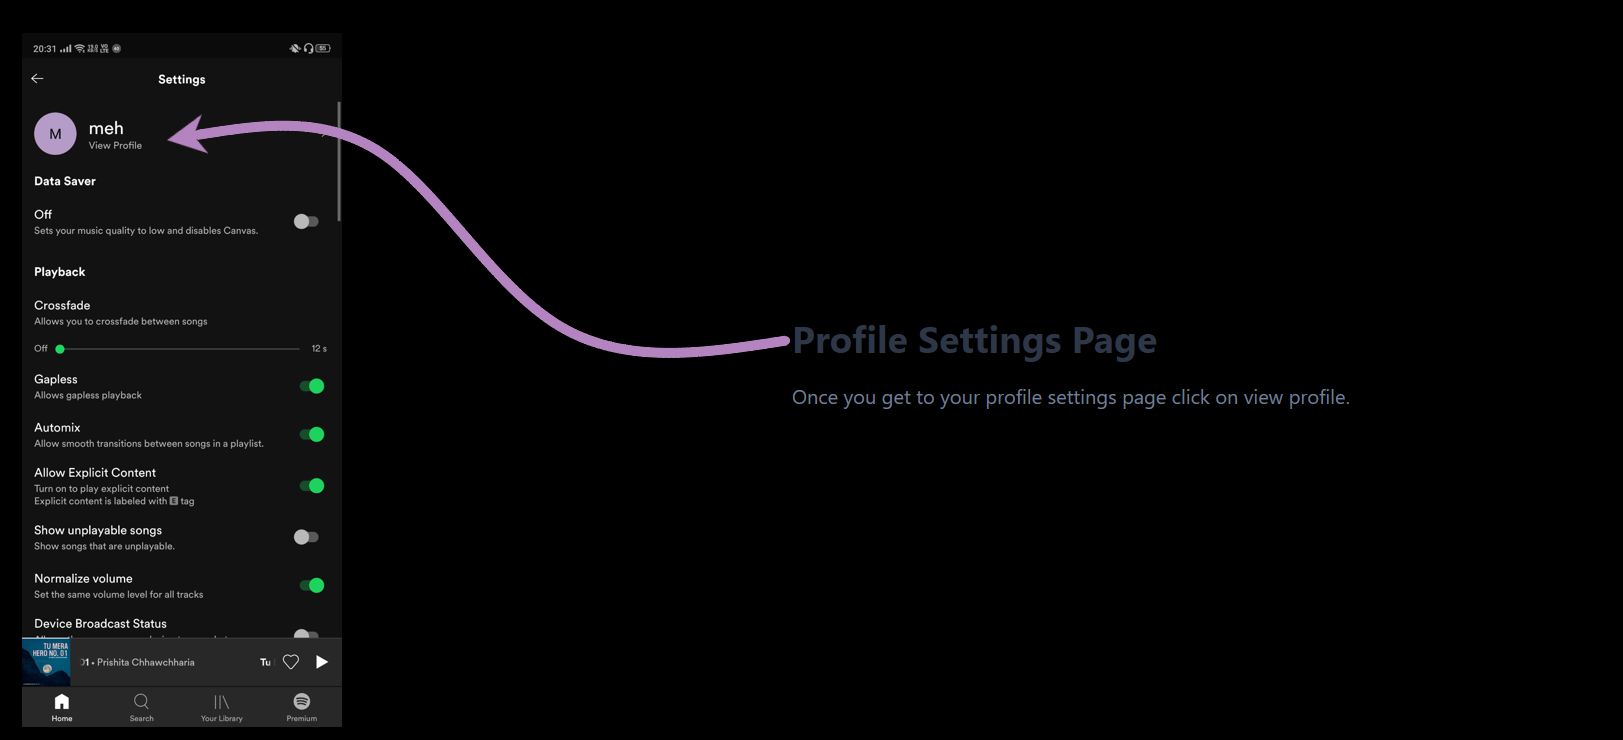 20:31
Settings
M
meh
View Profile
Data Saver
Off
Sets your music quality to low and disables Canvas.
Playback
Crossfade
Allows you to crossfade between songs
Off 12 s
Gapless
Allows gapless playback
Automix
Allow smooth transitions between songs in a playlist.
Allow Explicit Content
Turn on to play explicit content
Explicit content is labeled with E tag
Show unplayable songs
Show songs that are unplayable.
Normalize volume
Set the same volume level for all tracks
Device Broadcast Status
TU MERA
HERO NO. 01
01 • Prishita Chhawchharia Tu
Home Search Your Library Premium
Profile Settings Page
Once you get to your profile settings page click on view profile.